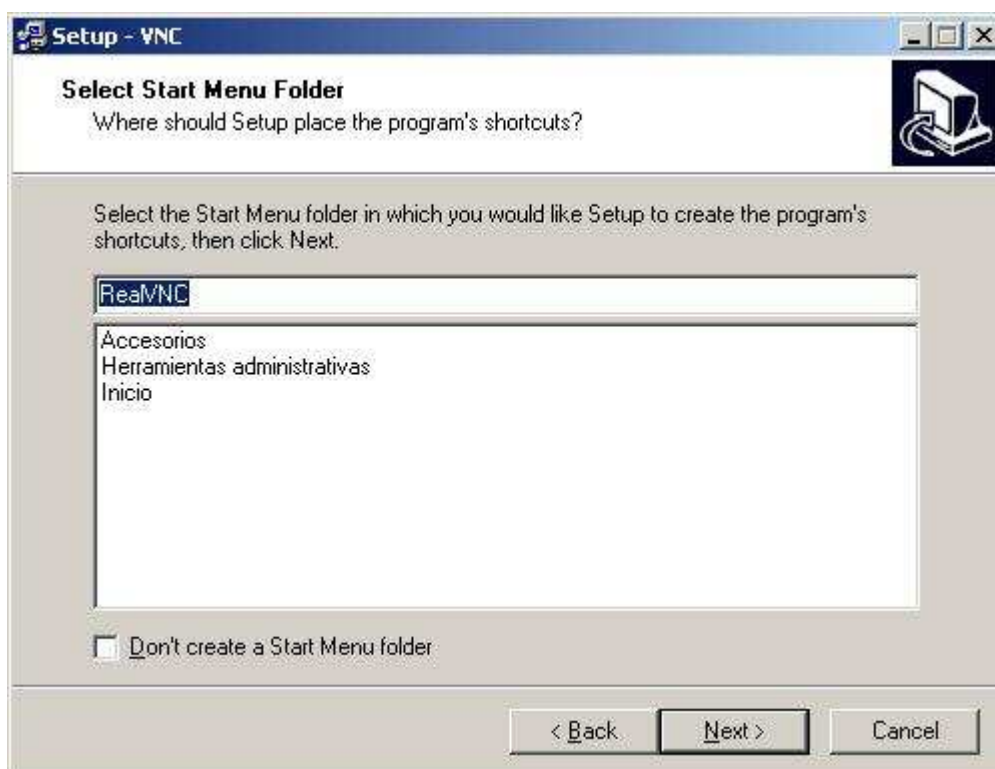 Setup - VNC
Select Start Menu Folder
Where should Setup place the program's shortcuts?
Select the Start Menu folder in which you would like Setup to create the program's
shortcuts, then click Next.
RealVNC
Accesorios
Herramientas administrativas
Inicio
Don't create a Start Menu folder
< Back Next > Cancel